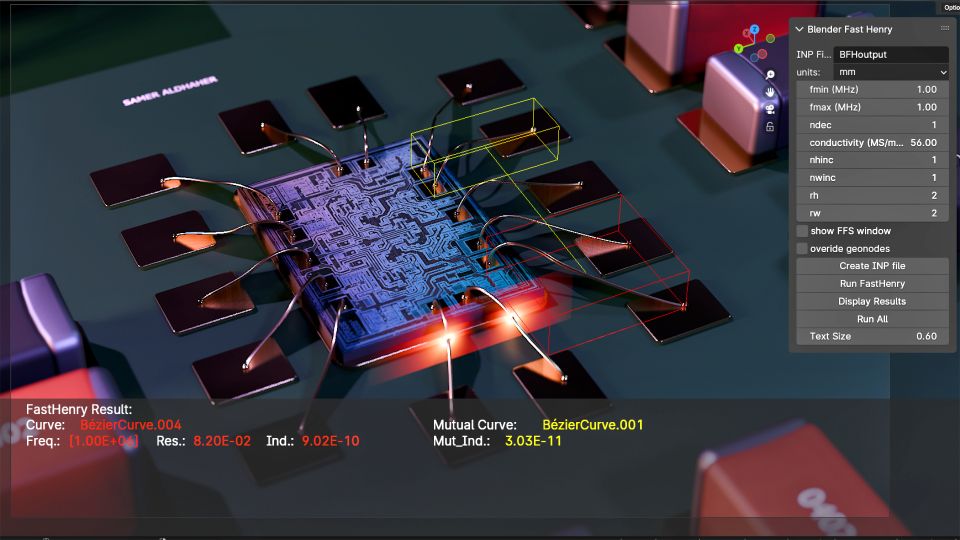 Optio
Blender Fast Henry
INP Fi... BFHoutput
units: mm
fmin (MHz) 1.00
fmax (MHz) 1.00
ndec 1
conductivity (MS/m... 56.00
nhinc 1
nwinc 1
rh 2
rw 2
show FFS window
overide geonodes
Create INP file
Run FastHenry
Display Results
Run All
Text Size 0.60
SAMER ALDHAHER
Z
Y
X
FastHenry Result:
Curve: BézierCurve.004 Mutual Curve: BézierCurve.001
Freq.: [1.00E+06] Res.: 8.20E-02 Ind.: 9.02E-10 Mut_Ind.: 3.03E-11
0402